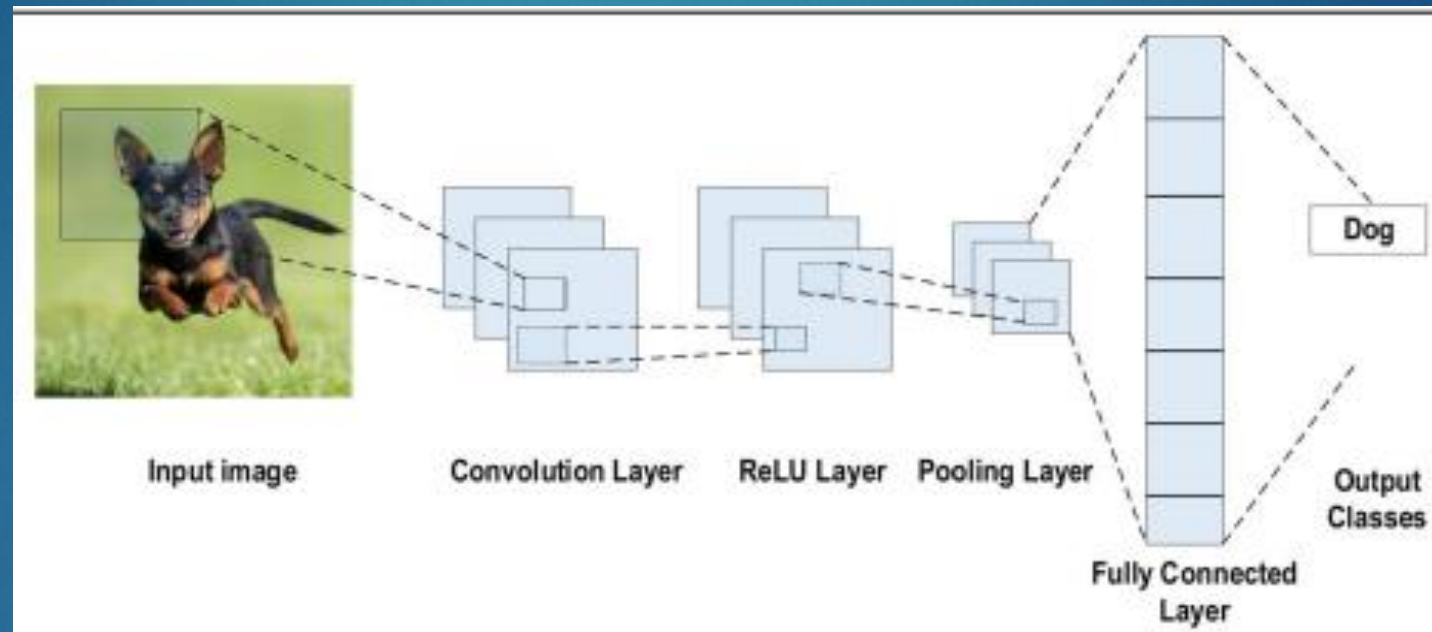 Dog
Input image
Convolution Layer
ReLU Layer
Pooling Layer
Output
Classes
Fully Connected
Layer